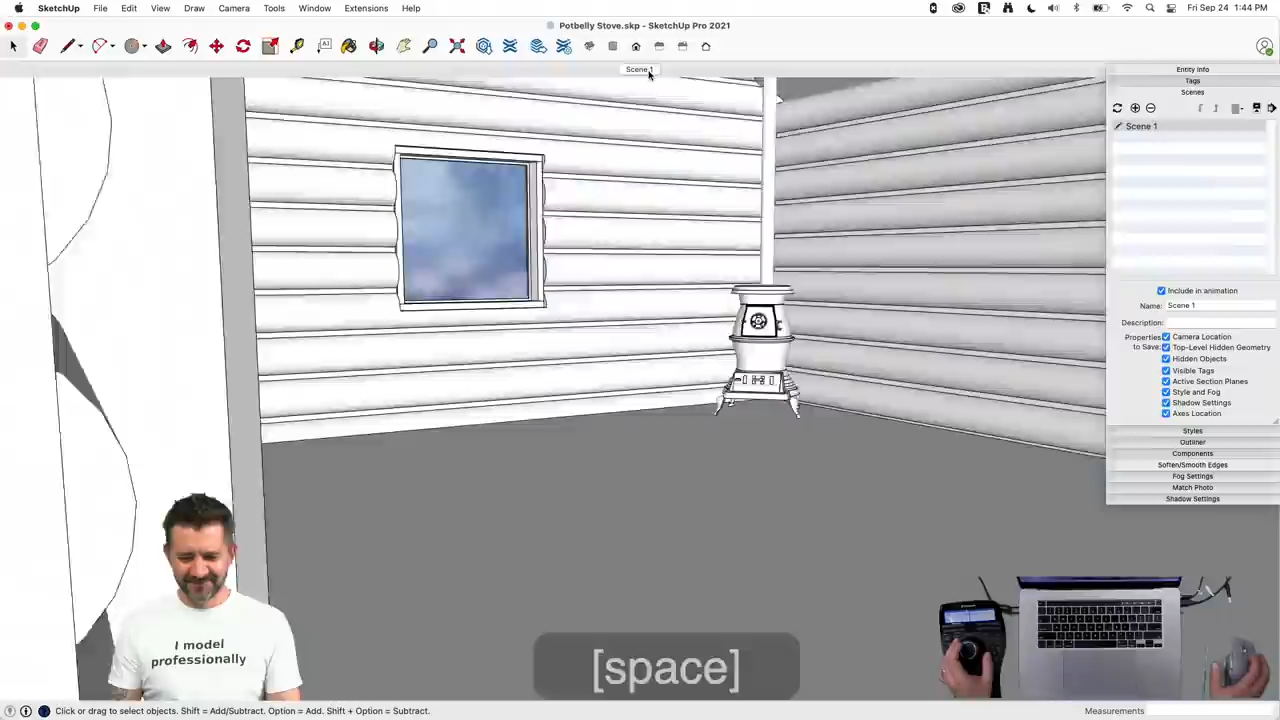 SketchUp File Edit View Draw Camera Tools Window Extensions Help
Fri Sep 24 1:44 PM
Potbelly Stove.skp - SketchUp Pro 2021
Scene 1
Entity Info
Tags
Scenes
Scene 1
Include in animation
Name: Scene 1
Description:
Properties to Save:
Camera Location
Top-Level Hidden Geometry
Hidden Objects
Visible Tags
Active Section Planes
Style and Fog
Shadow Settings
Axes Location
Styles
Outliner
Components
Soften/Smooth Edges
Fog Settings
Match Photo
Shadow Settings
I model
professionally
[space]
Click or drag to select objects. Shift = Add/Subtract. Option = Add. Shift + Option = Subtract.
Measurements